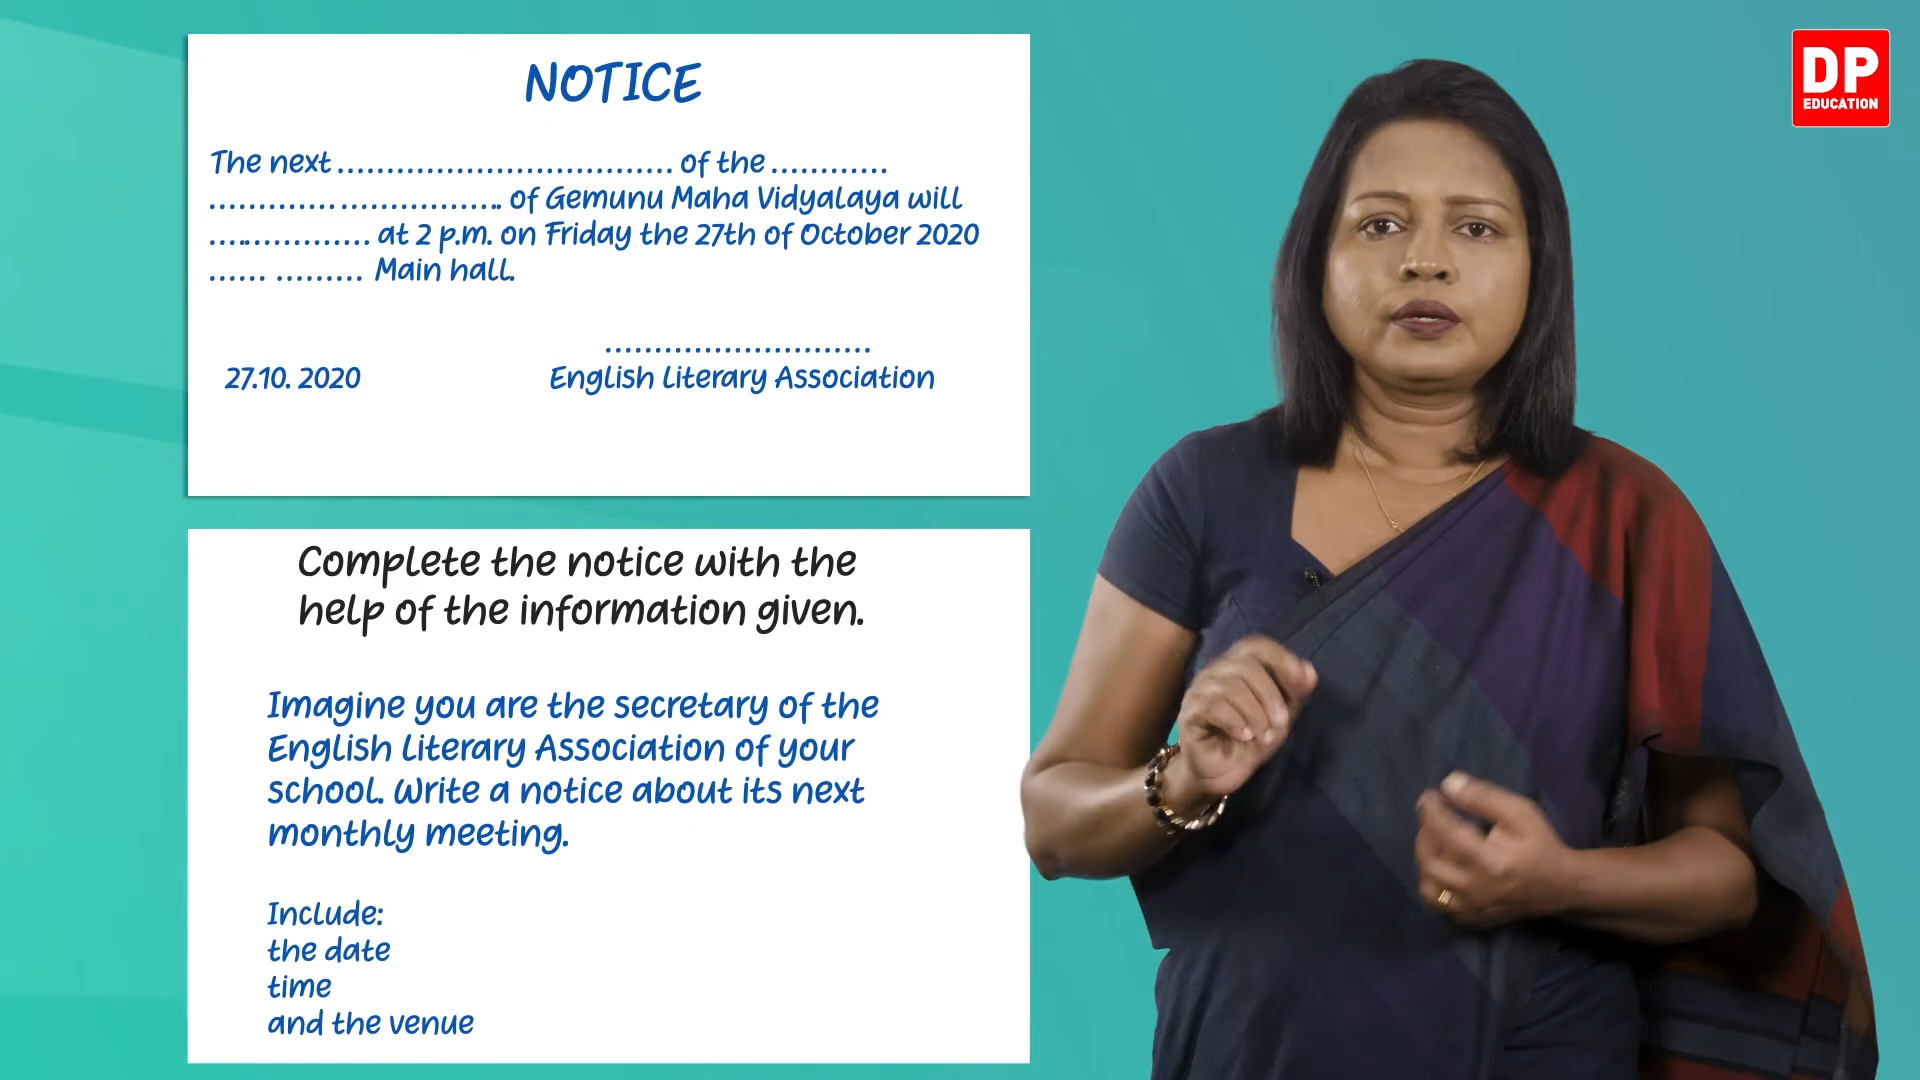 NOTICE
The next .................................. of the ............
............. ................. of Gemunu Maha Vidyalaya will
................. at 2 p.m. on Friday the 27th of October 2020
...... ......... Main hall.
...........................
27.10. 2020 English Literary Association
Complete the notice with the
help of the information given.
Imagine you are the secretary of the
English Literary Association of your
school. Write a notice about its next
monthly meeting.
Include:
the date
time
and the venue
DP
EDUCATION